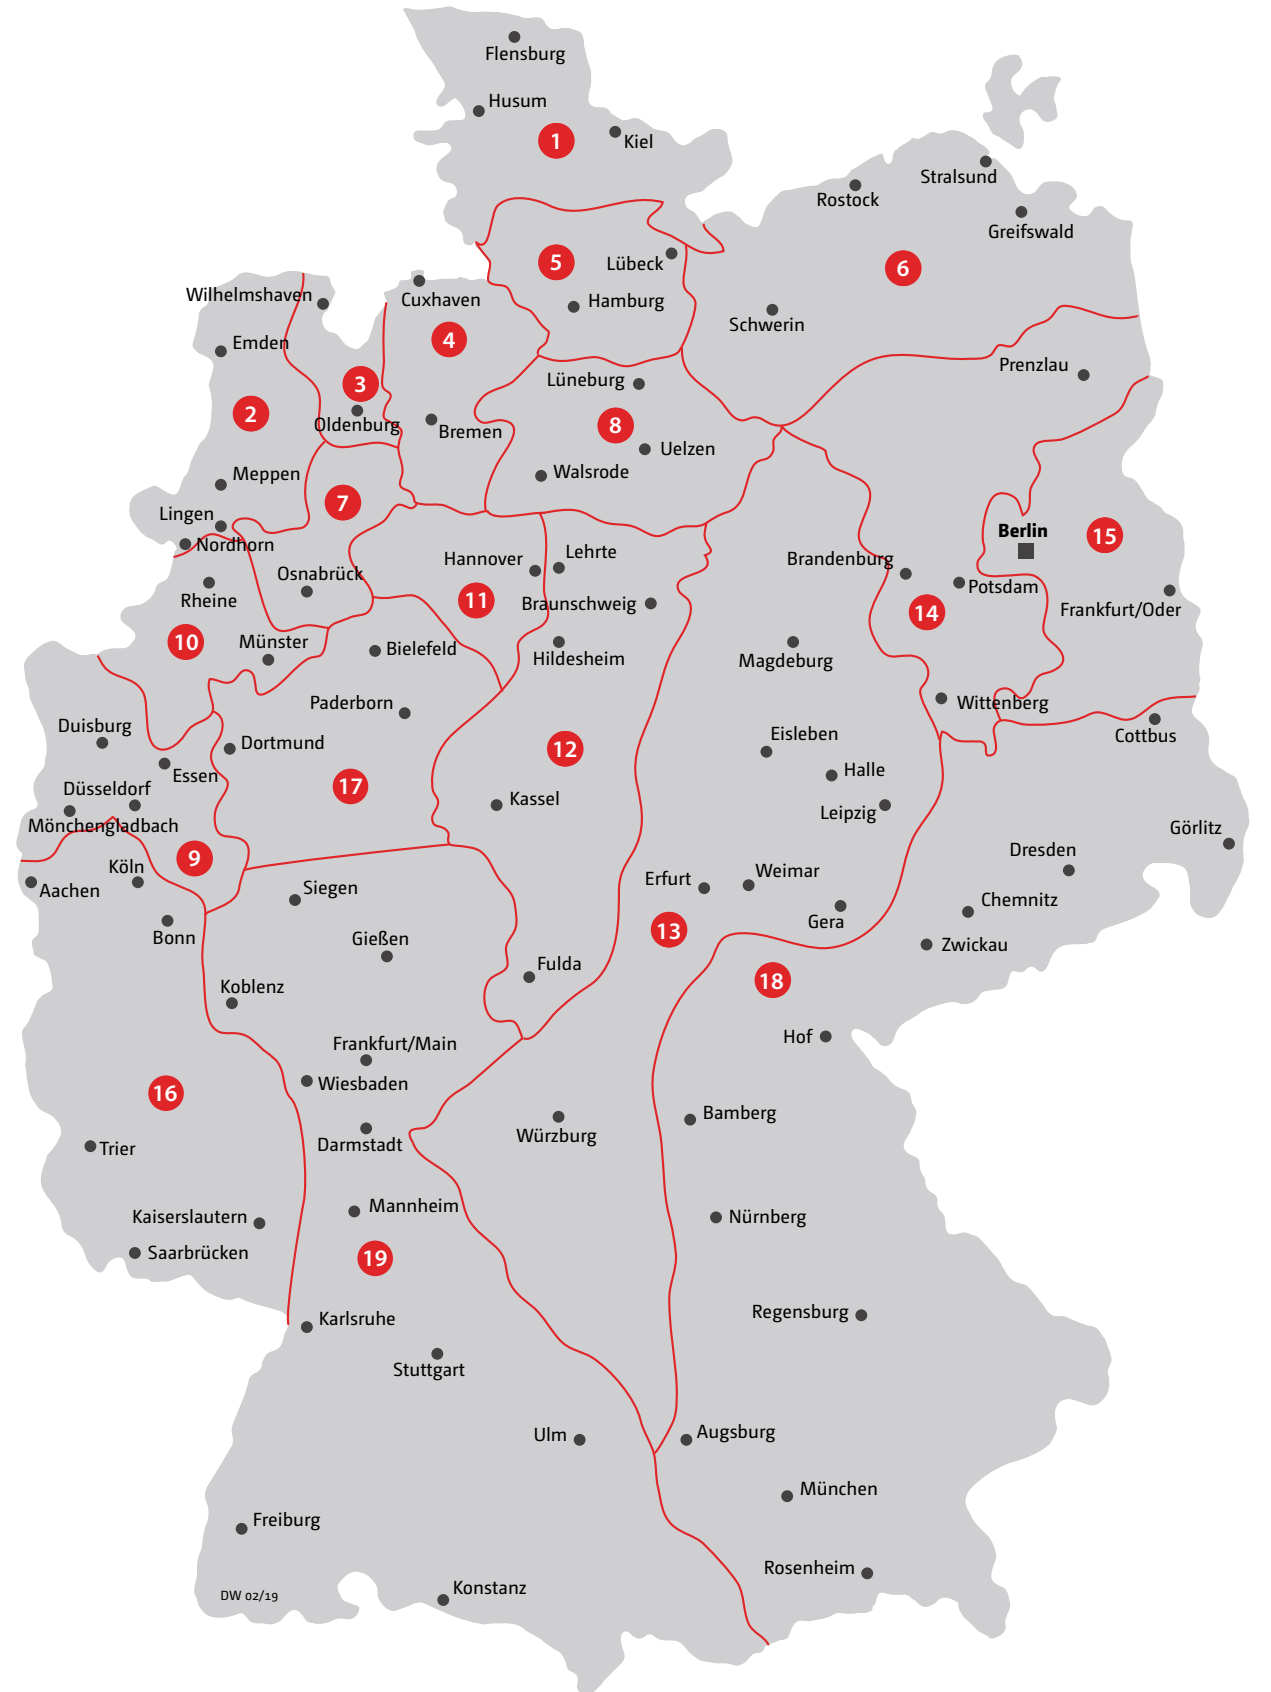 Flensburg
Husum
1
Kiel
Stralsund
Rostock
Greifswald
5
Lübeck
6
Wilhelmshaven
Cuxhaven
Hamburg
Schwerin
Emden
4
Prenzlau
3
Lüneburg
2
Oldenburg
Bremen
8
Uelzen
Meppen
Walsrode
7
Lingen
Berlin
15
Nordhorn
Hannover
Lehrte
Brandenburg
Osnabrück
Potsdam
Rheine
11
Braunschweig
14
Frankfurt/Oder
10
Münster
Bielefeld
Hildesheim
Magdeburg
Paderborn
Wittenberg
Duisburg
Dortmund
12
Eisleben
Cottbus
Essen
Halle
Düsseldorf
17
Kassel
Leipzig
Mönchengladbach
Görlitz
9
Köln
Dresden
Aachen
Siegen
Erfurt
Weimar
Chemnitz
Bonn
Gießen
13
Gera
Zwickau
Fulda
18
Koblenz
Hof
Frankfurt/Main
16
Wiesbaden
Bamberg
Darmstadt
Würzburg
Trier
Kaiserslautern
Mannheim
Nürnberg
Saarbrücken
19
Karlsruhe
Regensburg
Stuttgart
Ulm
Augsburg
München
Freiburg
Rosenheim
DW 02/19
Konstanz